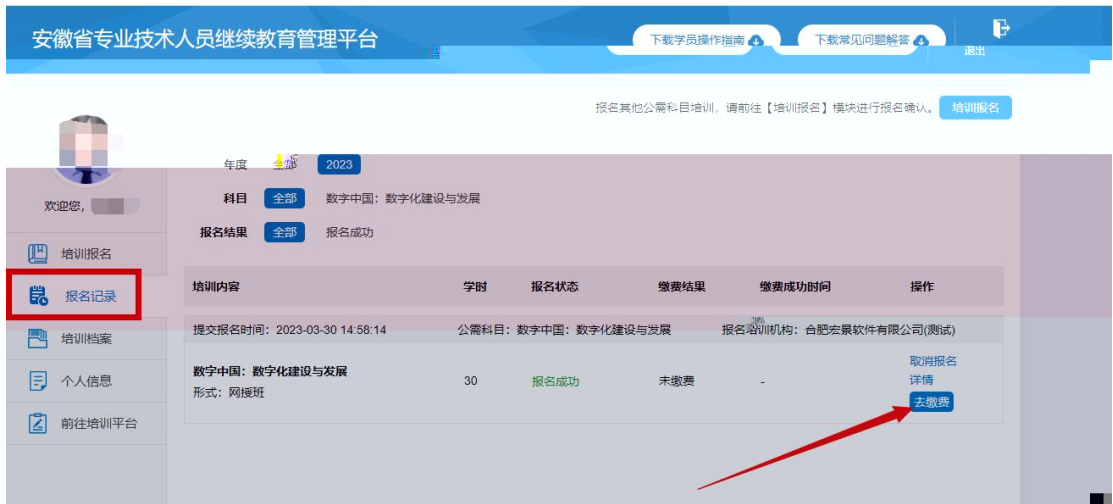 安徽省专业技术人员继续教育管理平台
下载学员操作指南
下载常见问题解答
退出
报名其他公需科目培训，请前往【培训报名】模块进行报名确认。 培训报名
年度 全部 2023
科目 全部 数字中国：数字化建设与发展
报名结果 全部 报名成功
欢迎您，
培训报名
报名记录
培训档案
个人信息
前往培训平台
培训内容 学时 报名状态 缴费结果 缴费成功时间 操作
提交报名时间：2023-03-30 14:58:14 公需科目：数字中国：数字化建设与发展 报名培训机构：合肥宏景软件有限公司(测试)
数字中国：数字化建设与发展
形式：网授班
30 报名成功 未缴费 -
取消报名
详情
去缴费